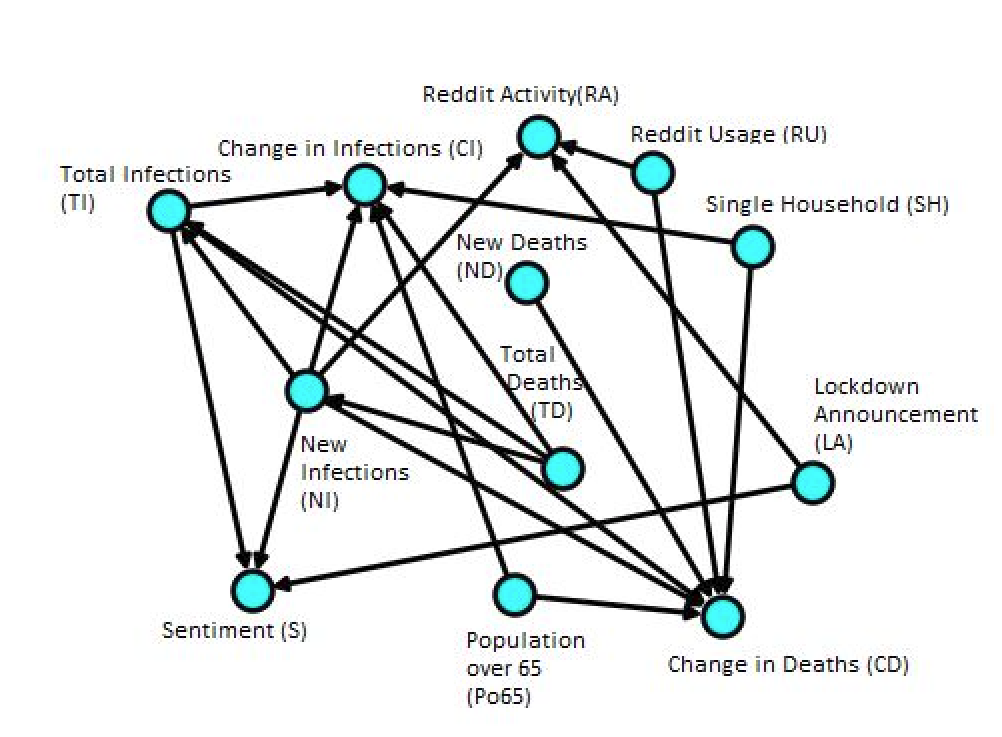 Reddit Activity(RA)
Reddit Usage (RU)
Change in Infections (CI)
Total Infections
(TI)
Single Household (SH)
New Deaths
(ND)
Total
Deaths
(TD)
Lockdown
Announcement
(LA)
New
Infections
(NI)
Sentiment (S)
Population
over 65
(Po65)
Change in Deaths (CD)